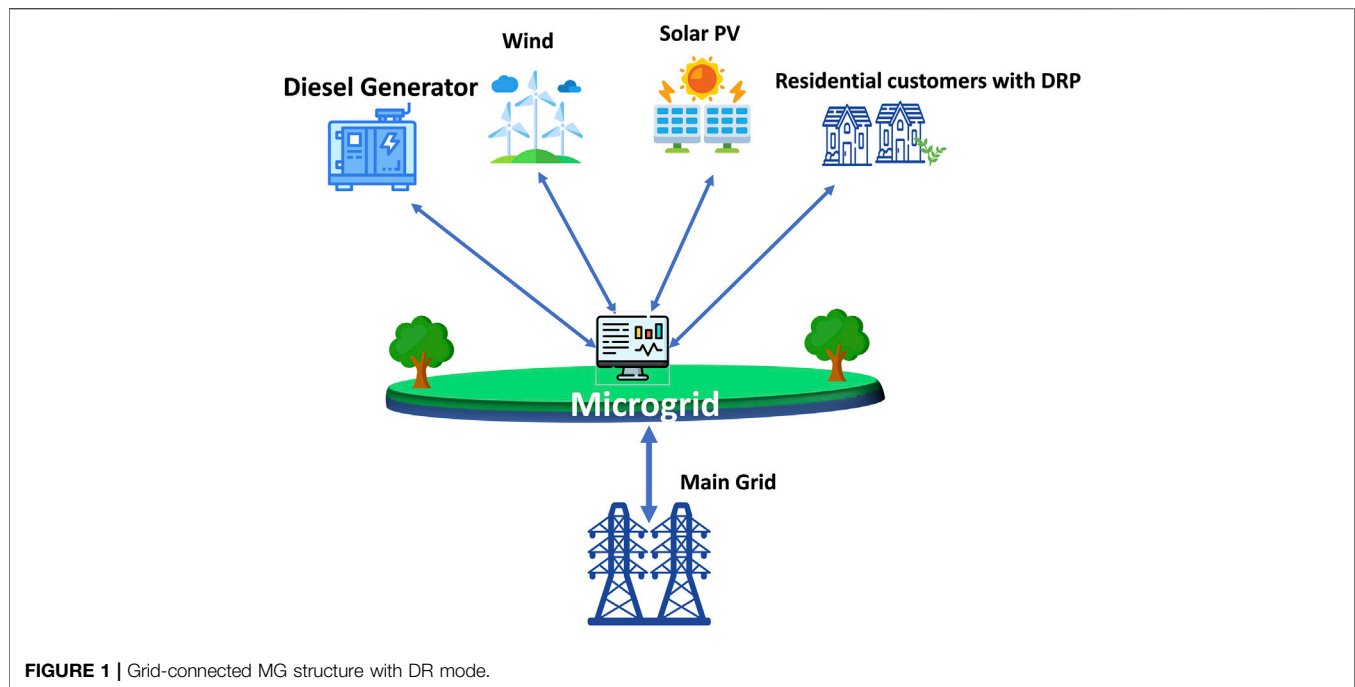 Wind
Solar PV
Diesel Generator
Residential customers with DRP
Microgrid
Main Grid
FIGURE 1 | Grid-connected MG structure with DR mode.